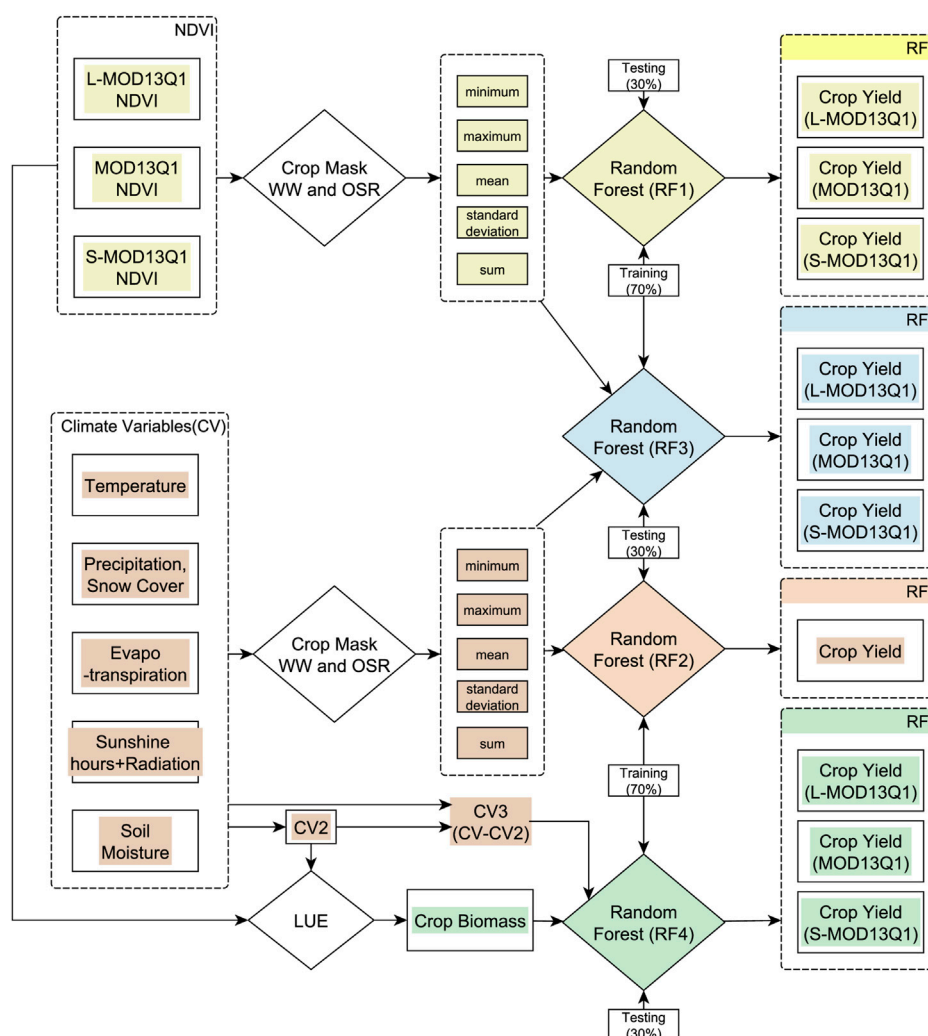 NDVI
L-MOD13Q1
NDVI
MOD13Q1
NDVI
S-MOD13Q1
NDVI
Crop Mask
WW and OSR
minimum
maximum
mean
standard
deviation
sum
Testing
(30%)
Random
Forest (RF1)
Training
(70%)
RF
Crop Yield
(L-MOD13Q1)
Crop Yield
(MOD13Q1)
Crop Yield
(S-MOD13Q1)
Random
Forest (RF3)
RF
Crop Yield
(L-MOD13Q1)
Crop Yield
(MOD13Q1)
Crop Yield
(S-MOD13Q1)
Climate Variables(CV)
Temperature
Precipitation,
Snow Cover
Evapo
-transpiration
Sunshine
hours+Radiation
Soil
Moisture
Crop Mask
WW and OSR
minimum
maximum
mean
standard
deviation
sum
Testing
(30%)
Random
Forest (RF2)
Training
(70%)
RF
Crop Yield
CV2
CV3
(CV-CV2)
LUE
Crop Biomass
Random
Forest (RF4)
Testing
(30%)
RF
Crop Yield
(L-MOD13Q1)
Crop Yield
(MOD13Q1)
Crop Yield
(S-MOD13Q1)